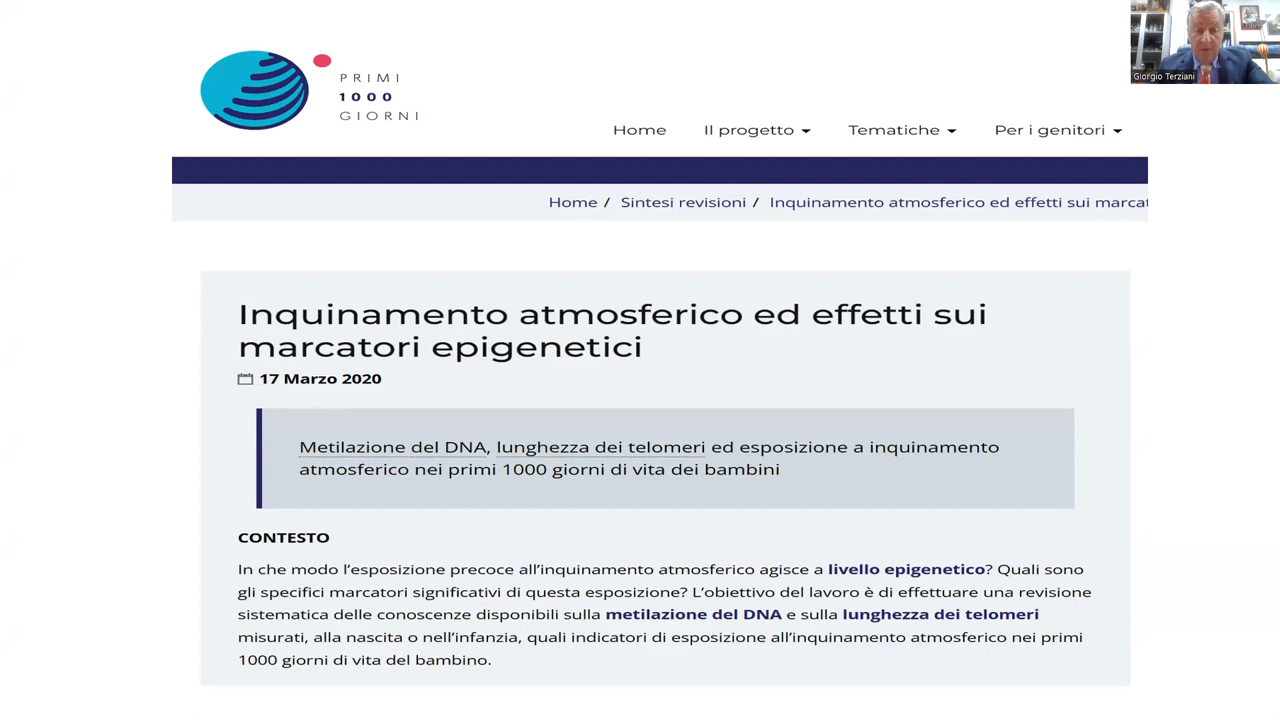 Giorgio Terziani
PRIMI
1000
GIORNI
Home Il progetto Tematiche Per i genitori
Home / Sintesi revisioni / Inquinamento atmosferico ed effetti sui marcat
Inquinamento atmosferico ed effetti sui
marcatori epigenetici
17 Marzo 2020
Metilazione del DNA, lunghezza dei telomeri ed esposizione a inquinamento
atmosferico nei primi 1000 giorni di vita dei bambini
CONTESTO
In che modo l’esposizione precoce all’inquinamento atmosferico agisce a livello epigenetico? Quali sono
gli specifici marcatori significativi di questa esposizione? L’obiettivo del lavoro è di effettuare una revisione
sistematica delle conoscenze disponibili sulla metilazione del DNA e sulla lunghezza dei telomeri
misurati, alla nascita o nell’infanzia, quali indicatori di esposizione all’inquinamento atmosferico nei primi
1000 giorni di vita del bambino.